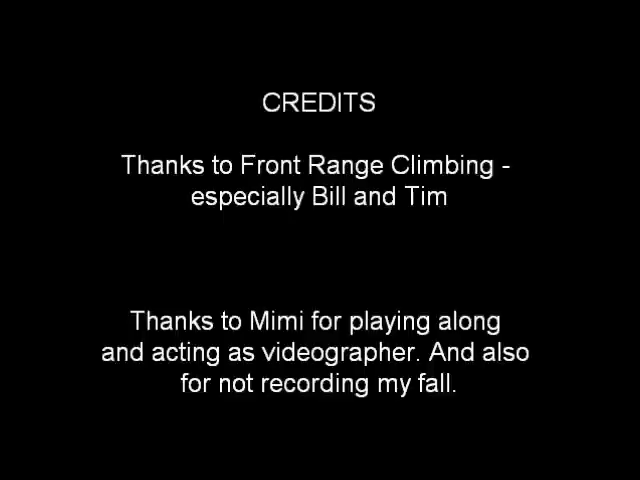 CREDITS
Thanks to Front Range Climbing -
especially Bill and Tim
Thanks to Mimi for playing along
and acting as videographer. And also
for not recording my fall.